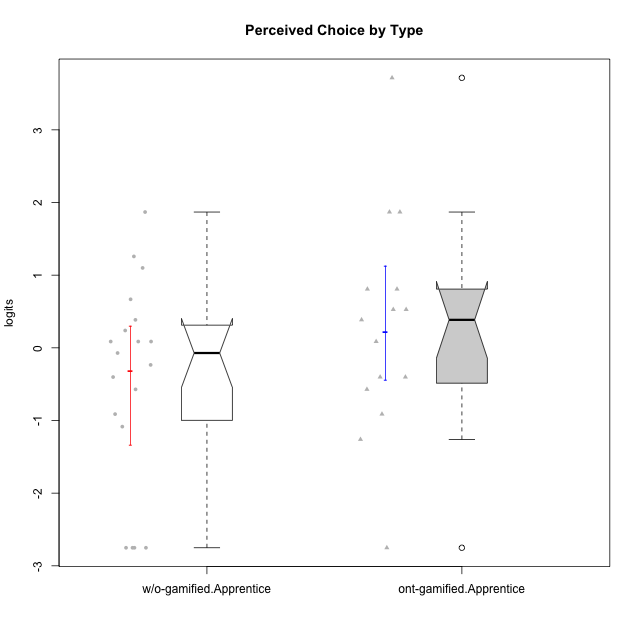 Perceived Choice by Type
3
2
1
0
-1
-2
-3
logits
w/o-gamified.Apprentice
ont-gamified.Apprentice